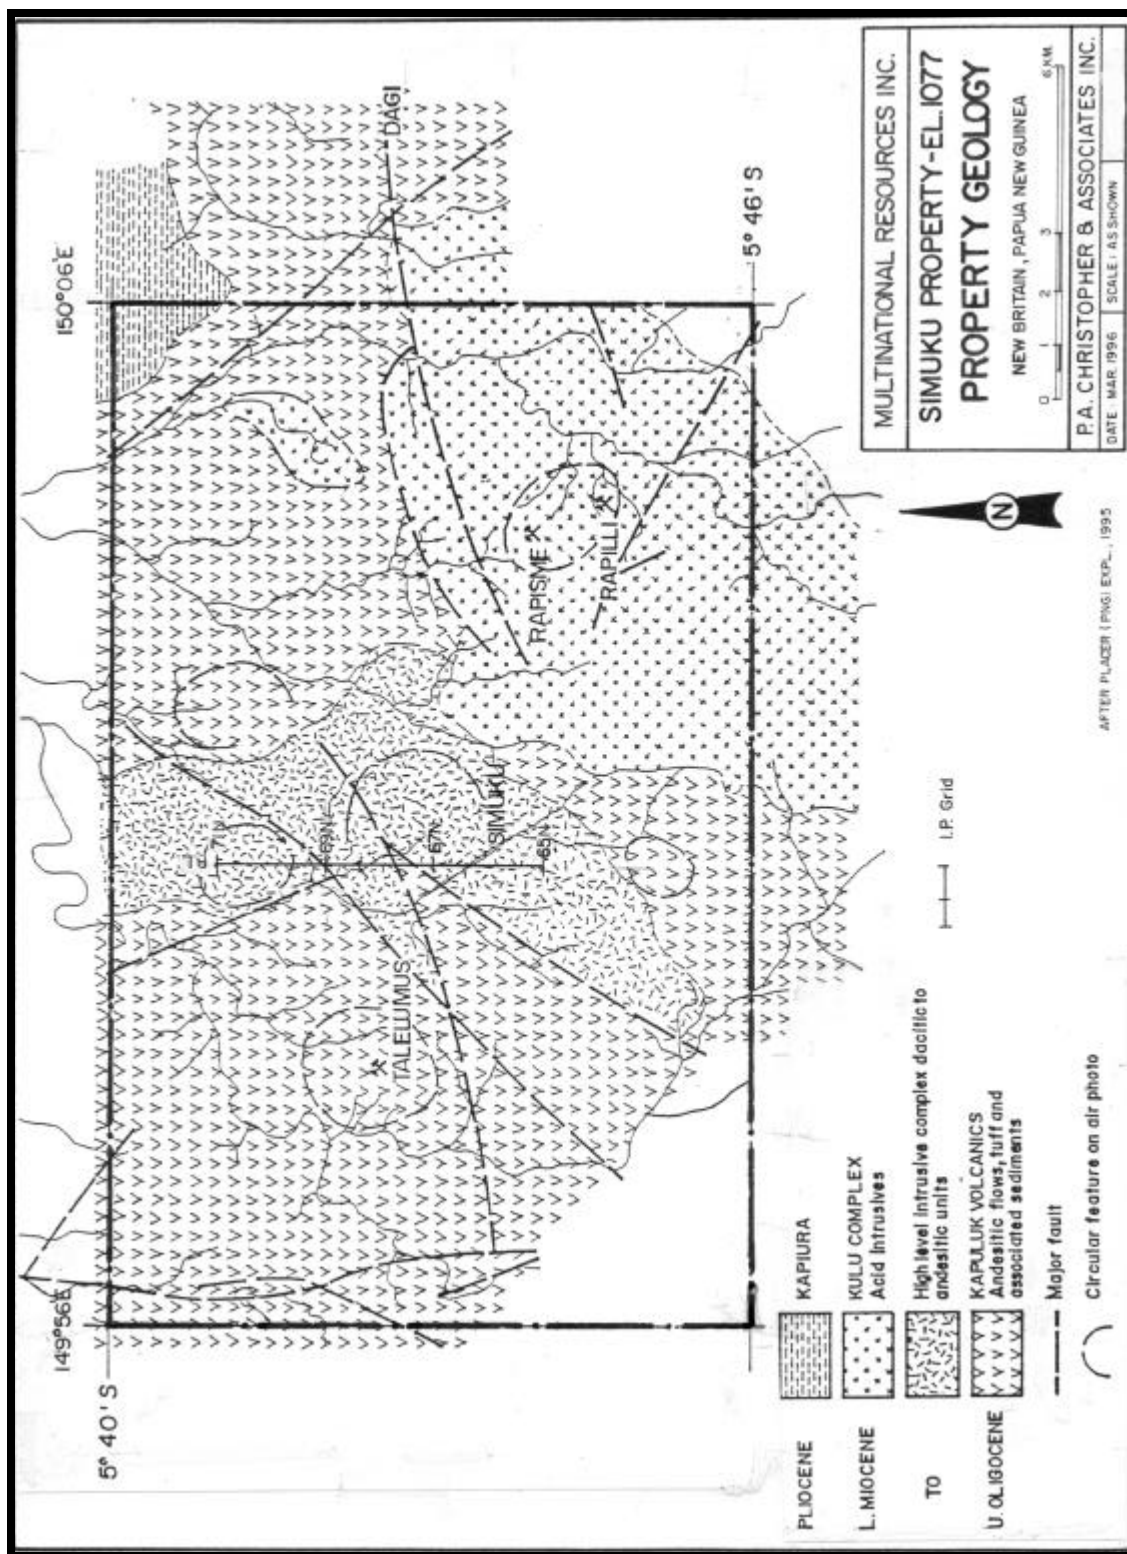 149°56'E
150°06'E
5° 40' S
5° 46' S
DAGI
71N
69N
67N
65N
SIMUKU
TALELUMUS
RAPISME
RAPILLI
PLIOCENE
KAPIURA
L. MIOCENE
KULU COMPLEX
Acid Intrusives
TO
High level intrusive complex dacitic to
andesitic units
U. OLIGOCENE
KAPULUK VOLCANICS
Andesitic flows, tuff and
associated sediments
Major fault
Circular feature on air photo
I.P. Grid
N
AFTER PLACER (PNG) EXPL., 1995
MULTINATIONAL RESOURCES INC.
SIMUKU PROPERTY-EL.1077
PROPERTY GEOLOGY
NEW BRITAIN, PAPUA NEW GUINEA
0 1 2 3 6 KM.
P.A. CHRISTOPHER & ASSOCIATES INC.
DATE MAR. 1996 SCALE: AS SHOWN